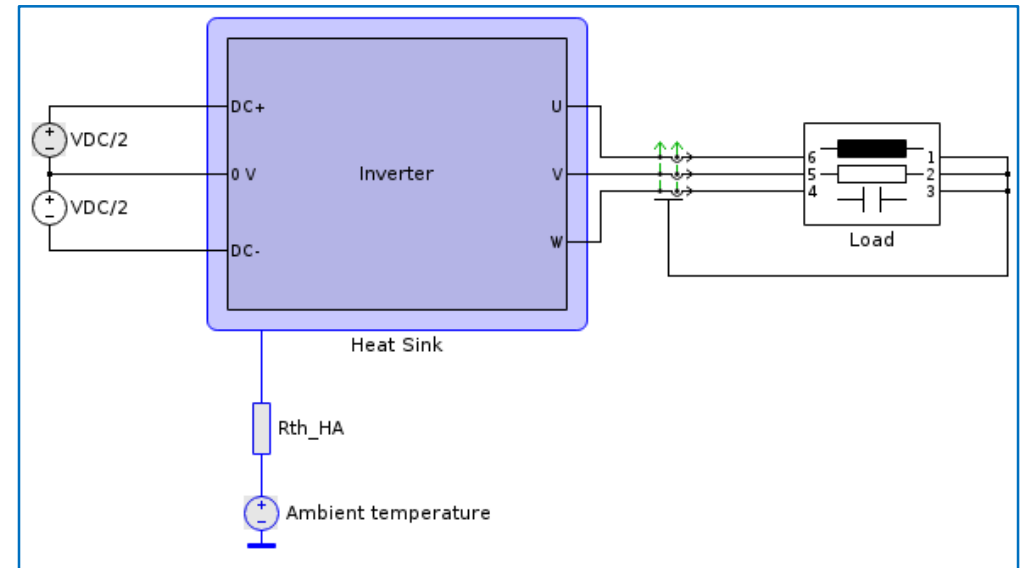 VDC/2
VDC/2
DC+
0 V
DC-
Inverter
U
V
W
6
5
4
1
2
3
Load
Heat Sink
Rth_HA
Ambient temperature